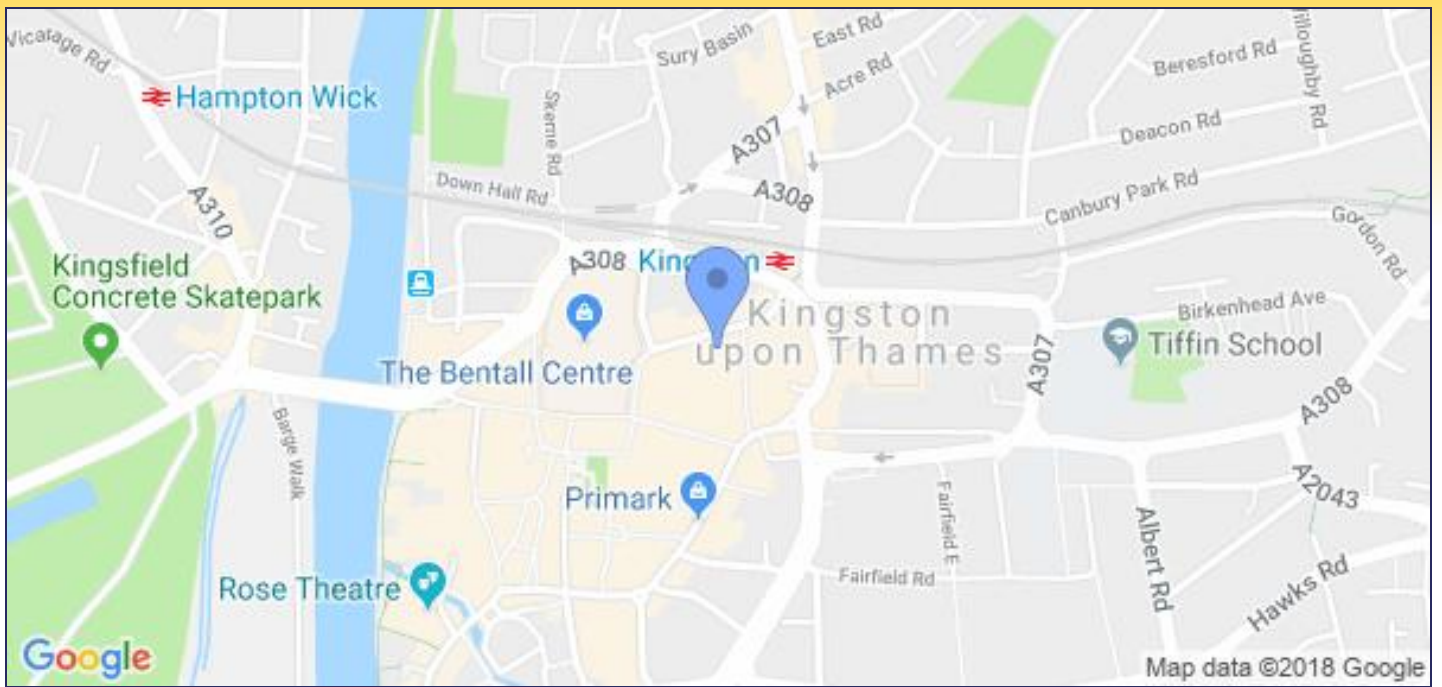 Vicatage Rd
Hampton Wick
A310
Kingsfield
Concrete Skatepark
Barge Walk
Sury Basin
Skerne Rd
Down Hall Rd
East Rd
Acre Rd
A307
A308
Beresford Rd
illoughby Rd
Deacon Rd
Canbury Park Rd
Gordon Rd
A308
Kingston
Kingston
upon Thames
Birkenhead Ave
Tiffin School
The Bentall Centre
A307
A308
Primark
A2043
Fairfield E
Albert Rd
Rose Theatre
Fairfield Rd
Hawks Rd
Google
Map data ©2018 Google